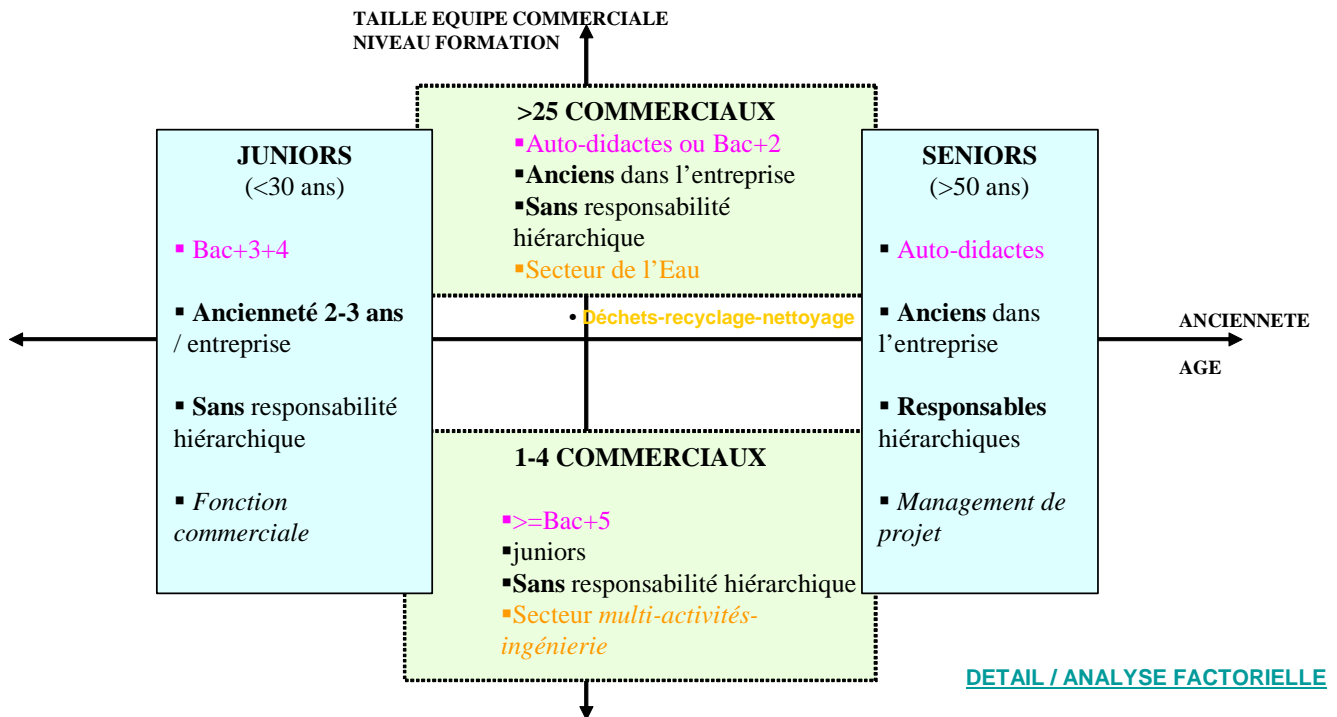 TAILLE EQUIPE COMMERCIALE
NIVEAU FORMATION
>25 COMMERCIAUX
▪Auto-didactes ou Bac+2
▪Anciens dans l’entreprise
▪Sans responsabilité
hiérarchique
▪Secteur de l’Eau
JUNIORS
(<30 ans)
▪ Bac+3+4
▪ Ancienneté 2-3 ans
/ entreprise
▪ Sans responsabilité
hiérarchique
▪ Fonction
commerciale
• Déchets-recyclage-nettoyage
SENIORS
(>50 ans)
▪ Auto-didactes
▪ Anciens dans
l’entreprise
▪ Responsables
hiérarchiques
▪ Management de
projet
ANCIENNETE
AGE
1-4 COMMERCIAUX
▪>=Bac+5
▪juniors
▪Sans responsabilité hiérarchique
▪Secteur multi-activités-
ingénierie
DETAIL / ANALYSE FACTORIELLE